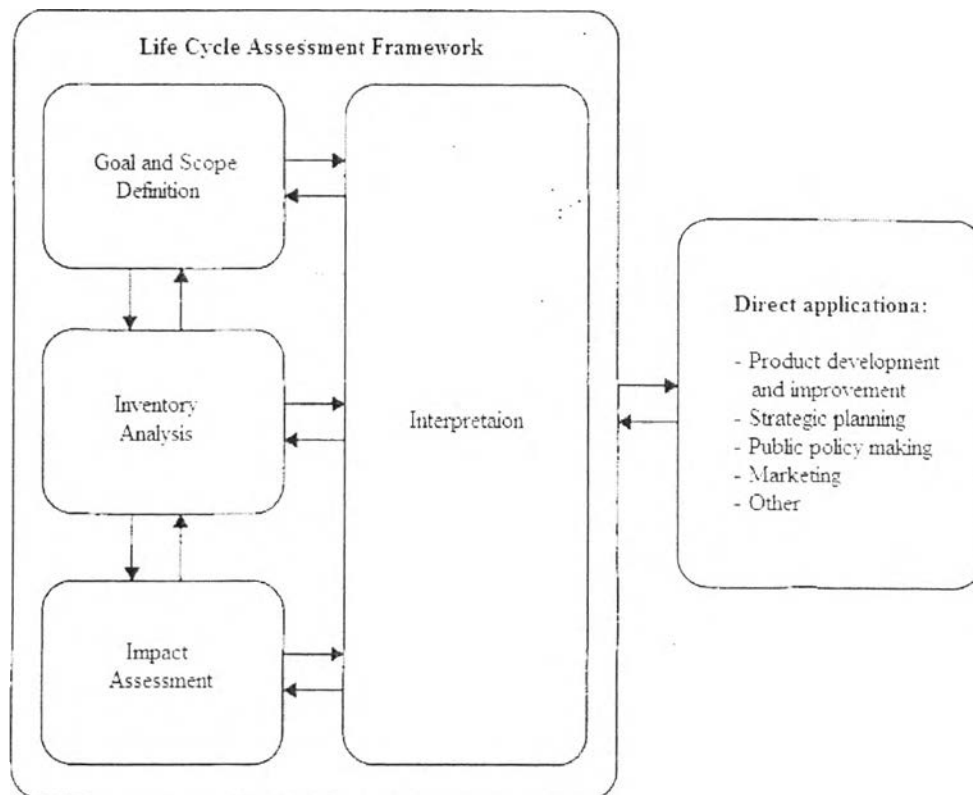 Life Cycle Assessment Framework
Goal and Scope
Definition
Inventory
Analysis
Impact
Assessment
Interpretaion
Direct applicationa:
- Product development
and improvement
- Strategic planning
- Public policy making
- Marketing
- Other